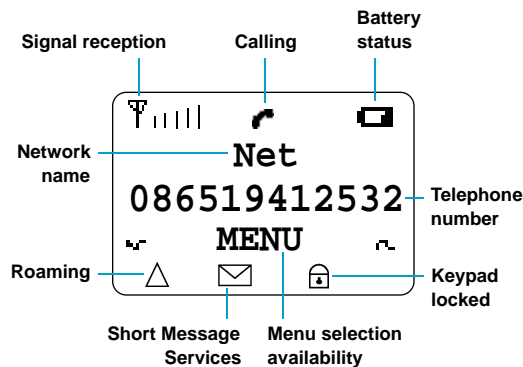 Battery
status
Signal reception
Calling
Net
Network
name
086519412532
Telephone
number
MENU
Roaming
Keypad
locked
Short Message
Services
Menu selection
availability